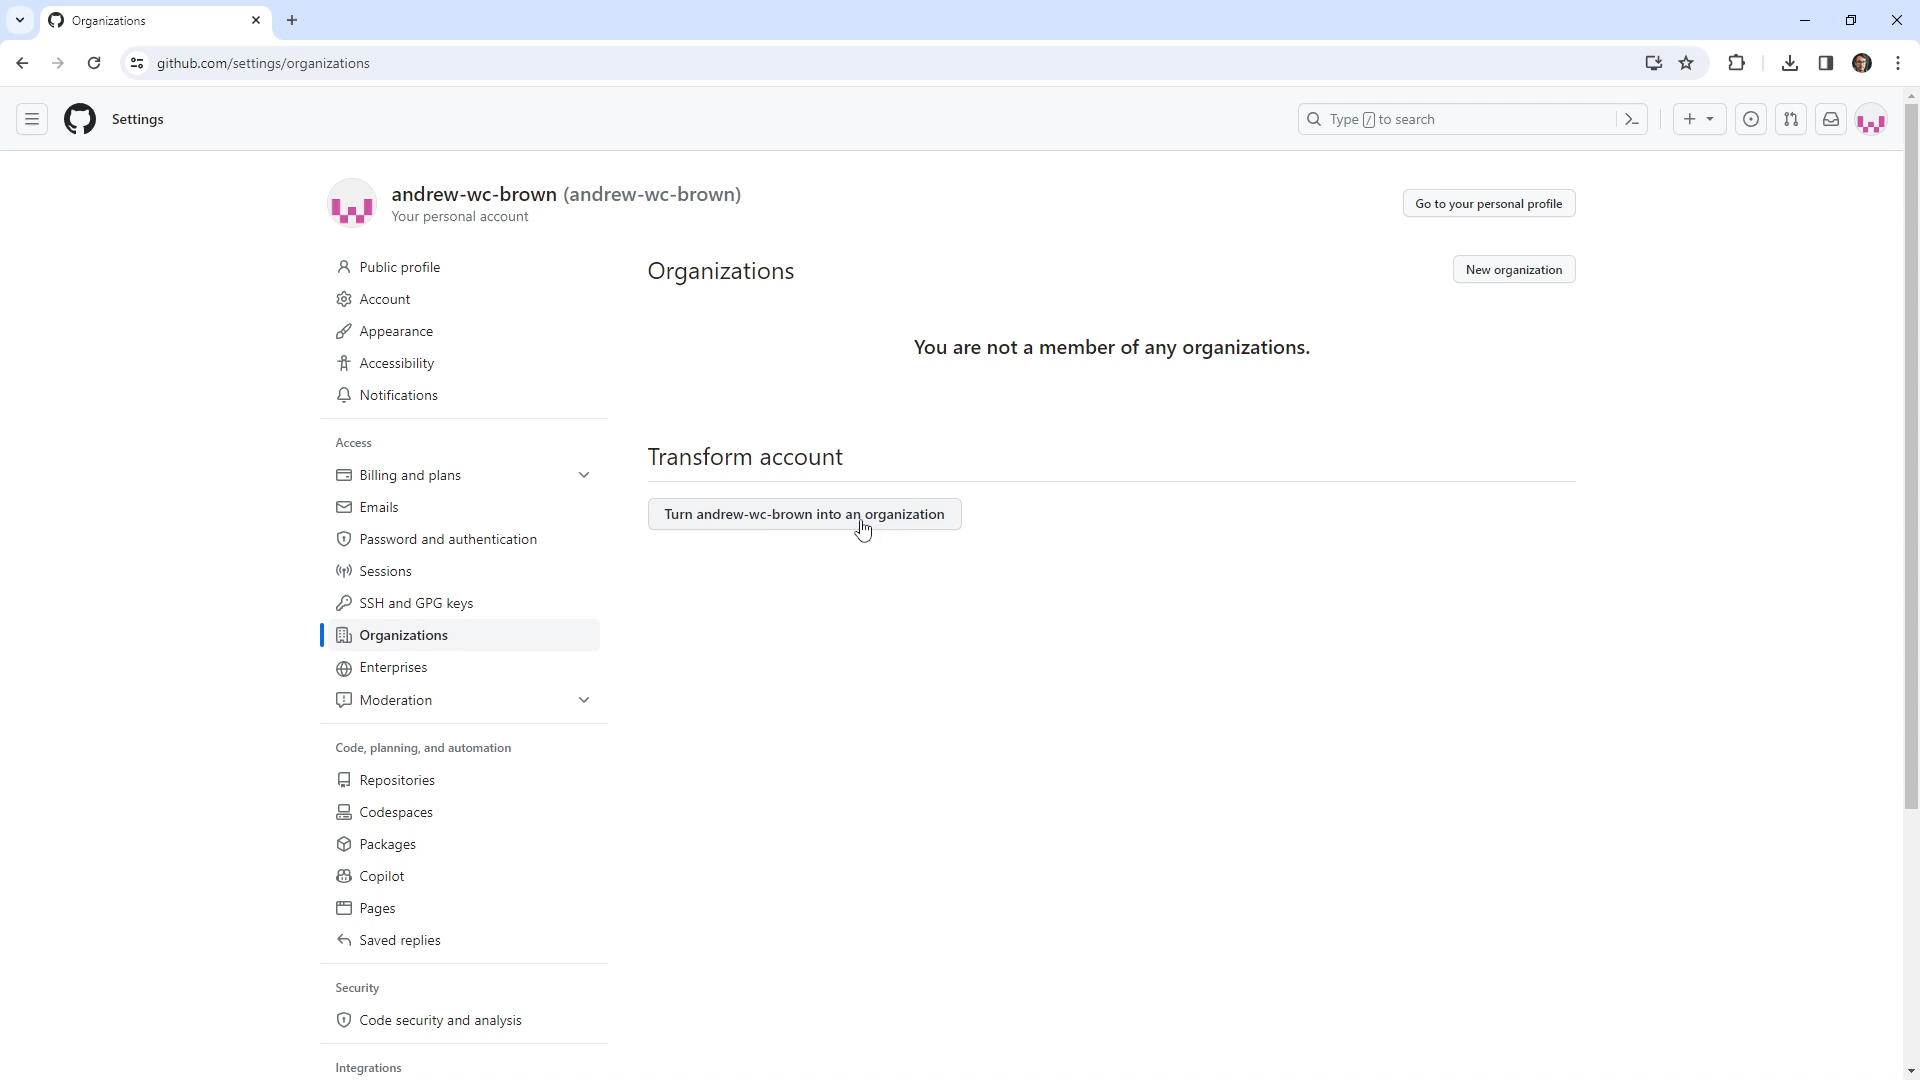 Organizations
github.com/settings/organizations
Settings
Type / to search
andrew-wc-brown (andrew-wc-brown)
Your personal account
Go to your personal profile
Public profile
Account
Appearance
Accessibility
Notifications
Access
Billing and plans
Emails
Password and authentication
Sessions
SSH and GPG keys
Organizations
Enterprises
Moderation
Code, planning, and automation
Repositories
Codespaces
Packages
Copilot
Pages
Saved replies
Security
Code security and analysis
Integrations
Organizations
New organization
You are not a member of any organizations.
Transform account
Turn andrew-wc-brown into an organization